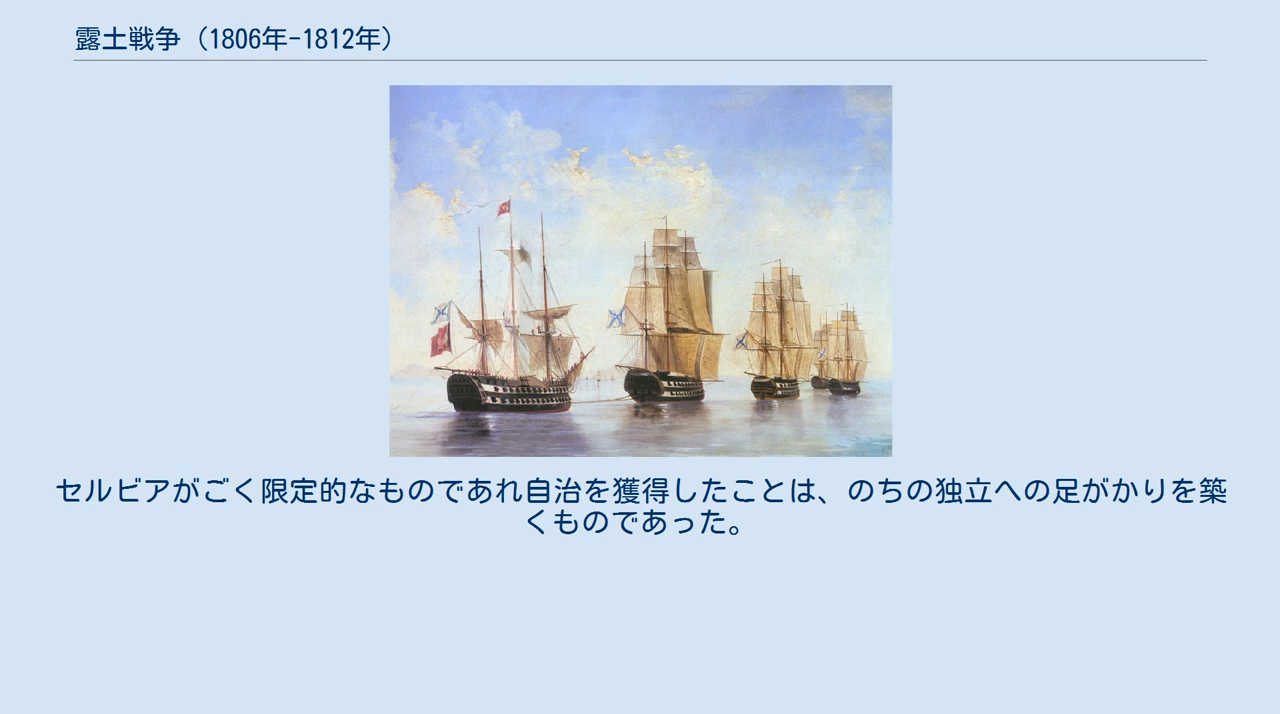 露土戦争（1806年-1812年）
セルビアがごく限定的なものであれ自治を獲得したことは、のちの独立への足がかりを築
くものであった。